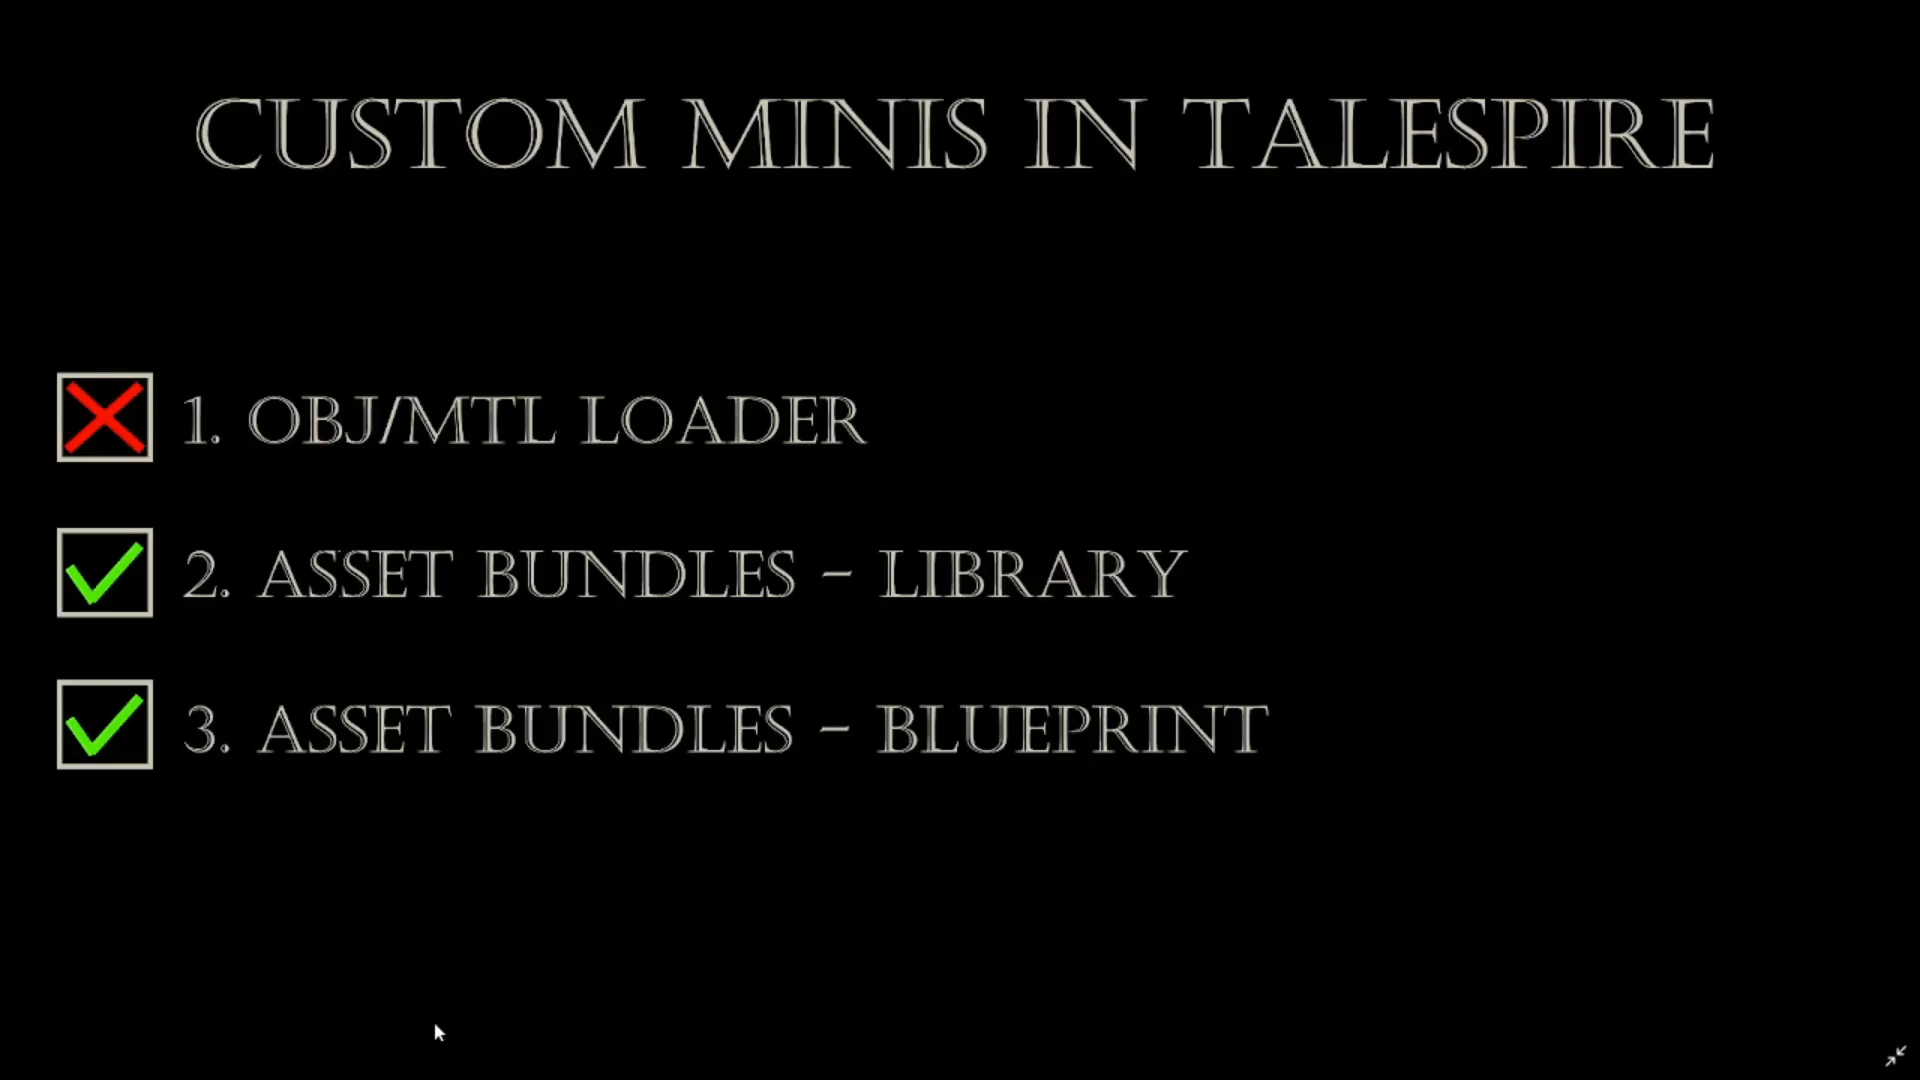 CUSTOM MINIS IN TALESPIRE
1. OBJ/MTL LOADER
2. ASSET BUNDLES - LIBRARY
3. ASSET BUNDLES - BLUEPRINT